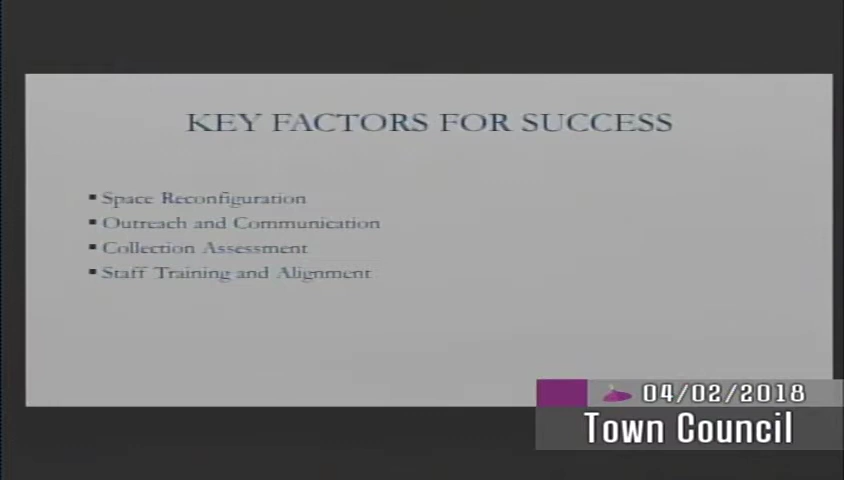 KEY FACTORS FOR SUCCESS
▪ Space Reconfiguration
▪ Outreach and Communication
▪ Collection Assessment
▪ Staff Training and Alignment
04/02/2018
Town Council